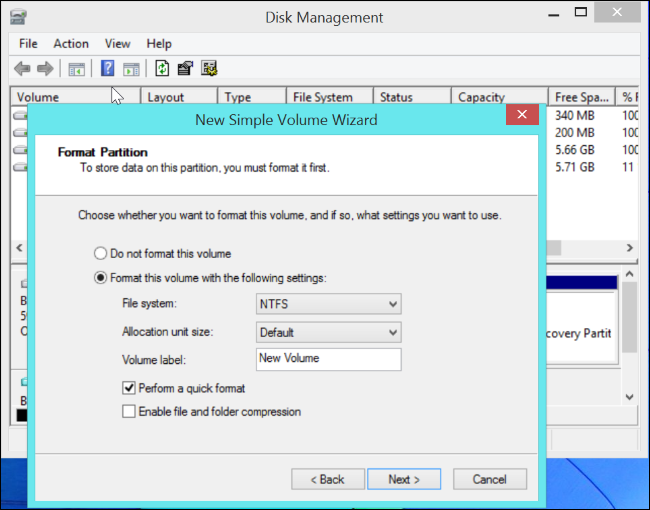 Disk Management
File Action View Help
Volume Layout Type File System Status Capacity Free Spa... % F
340 MB 100
200 MB 100
5.66 GB 100
5.71 GB 11
New Simple Volume Wizard
Format Partition
To store data on this partition, you must format it first.
Choose whether you want to format this volume, and if so, what settings you want to use.
Do not format this volume
Format this volume with the following settings:
File system: NTFS
Allocation unit size: Default
Volume label: New Volume
Perform a quick format
Enable file and folder compression
< Back Next > Cancel
covery Partit